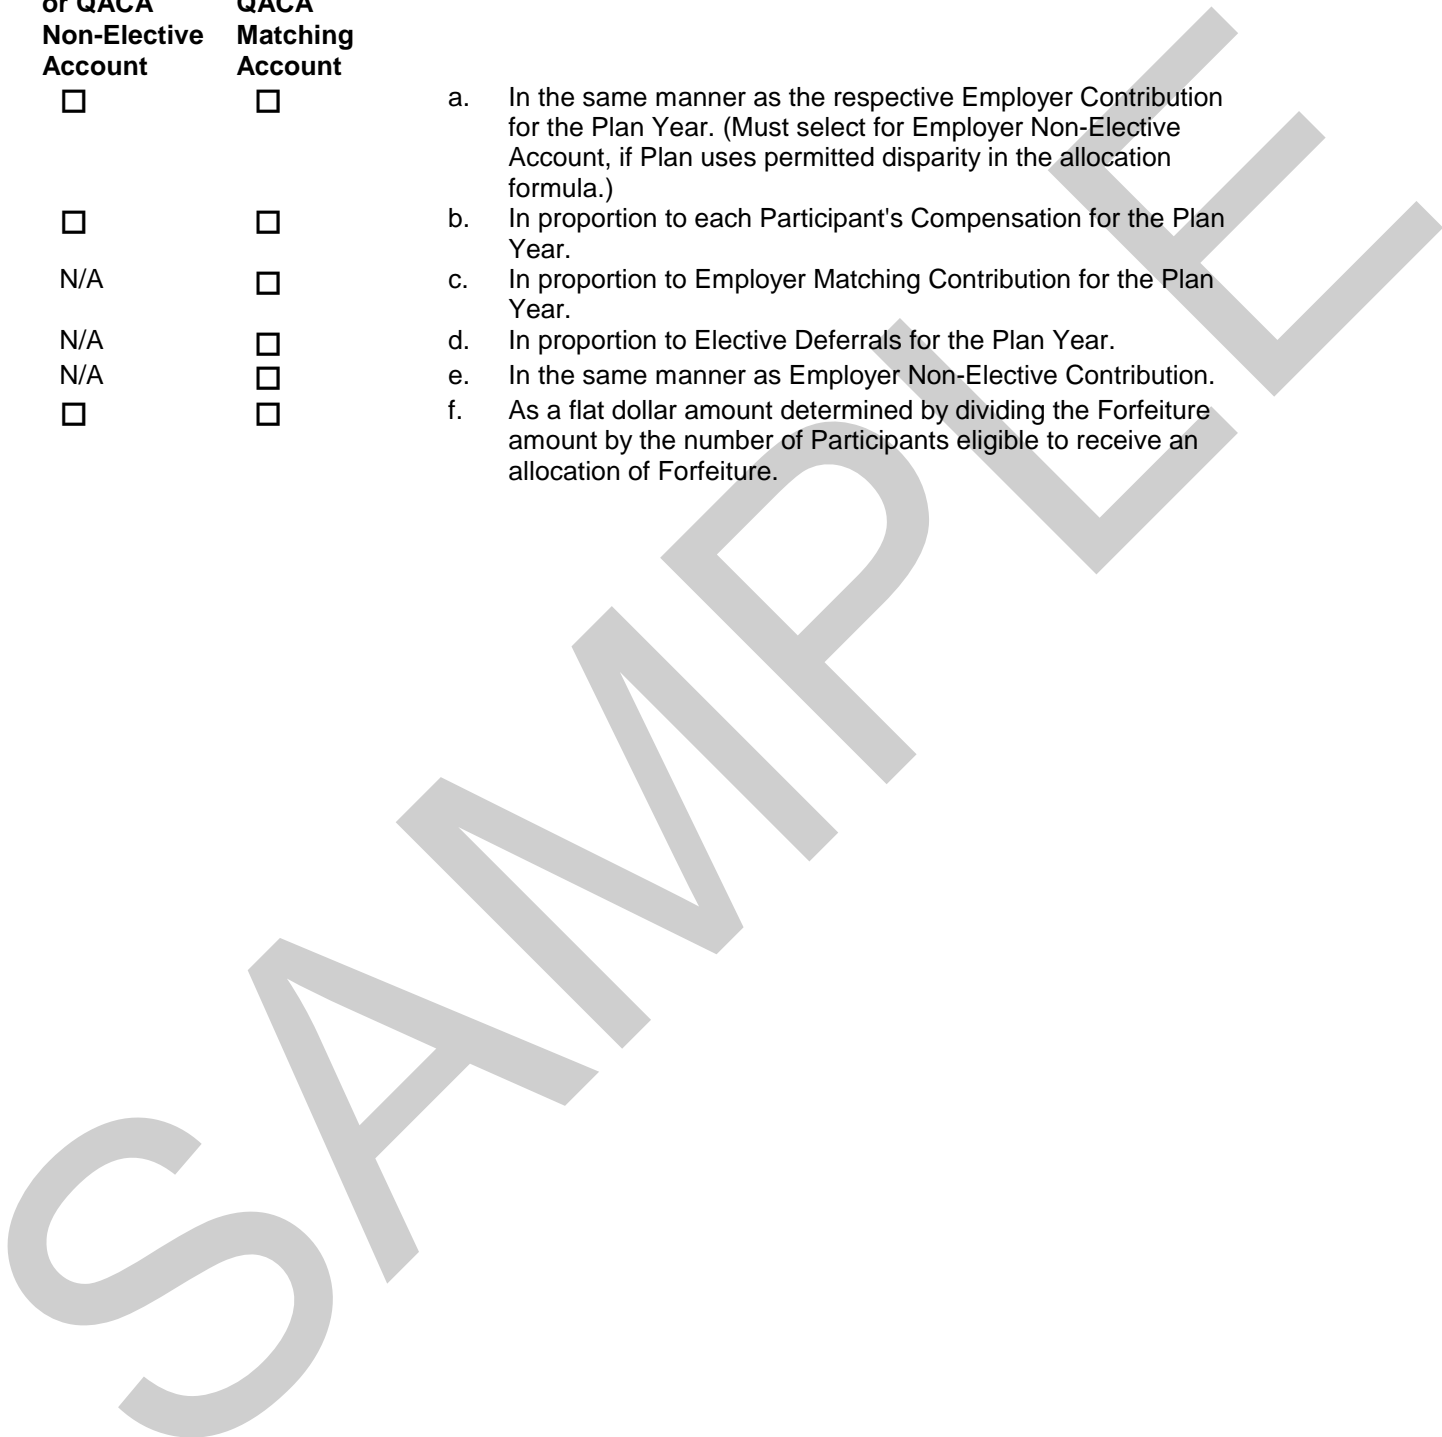 or QACA QACA
Non-Elective Matching
Account Account
☐ ☐ a. In the same manner as the respective Employer Contribution
for the Plan Year. (Must select for Employer Non-Elective
Account, if Plan uses permitted disparity in the allocation
formula.)
☐ ☐ b. In proportion to each Participant's Compensation for the Plan
Year.
N/A ☐ c. In proportion to Employer Matching Contribution for the Plan
Year.
N/A ☐ d. In proportion to Elective Deferrals for the Plan Year.
N/A ☐ e. In the same manner as Employer Non-Elective Contribution.
☐ ☐ f. As a flat dollar amount determined by dividing the Forfeiture
amount by the number of Participants eligible to receive an
allocation of Forfeiture.
SAMPLE